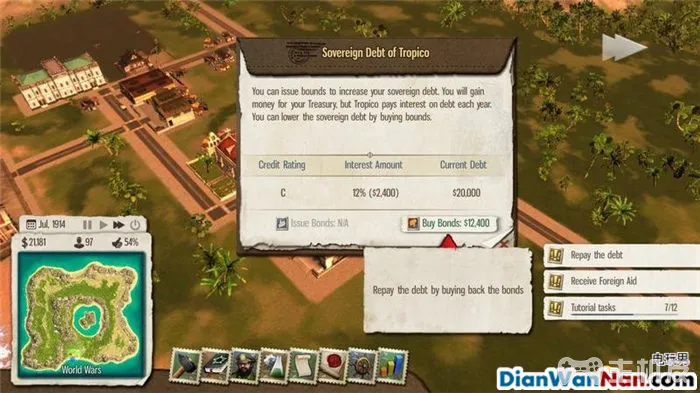 Sovereign Debt of Tropico
You can issue bounds to increase your sovereign debt. You will gain
money for your Treasury, but Tropico pays interest on debt each year.
You can lower the sovereign debt by buying bounds.
Credit Rating Interest Amount Current Debt
C 12% ($2,400) $20,000
Issue Bonds: N/A Buy Bonds: $12,400
Repay the debt by buying back the bonds
Jul, 1914
$21,181 97 54%
World Wars
Repay the debt
Receive Foreign Aid
Tutorial tasks 7/12
电玩男
DianWanNan.com